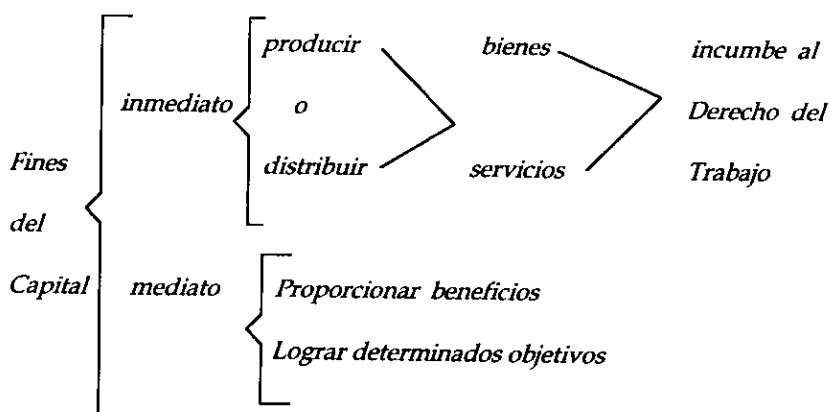 producir bienes incumbe al
inmediato o Derecho del
Fines distribuir servicios Trabajo
del
Capital mediato Proporcionar beneficios
Lograr determinados objetivos